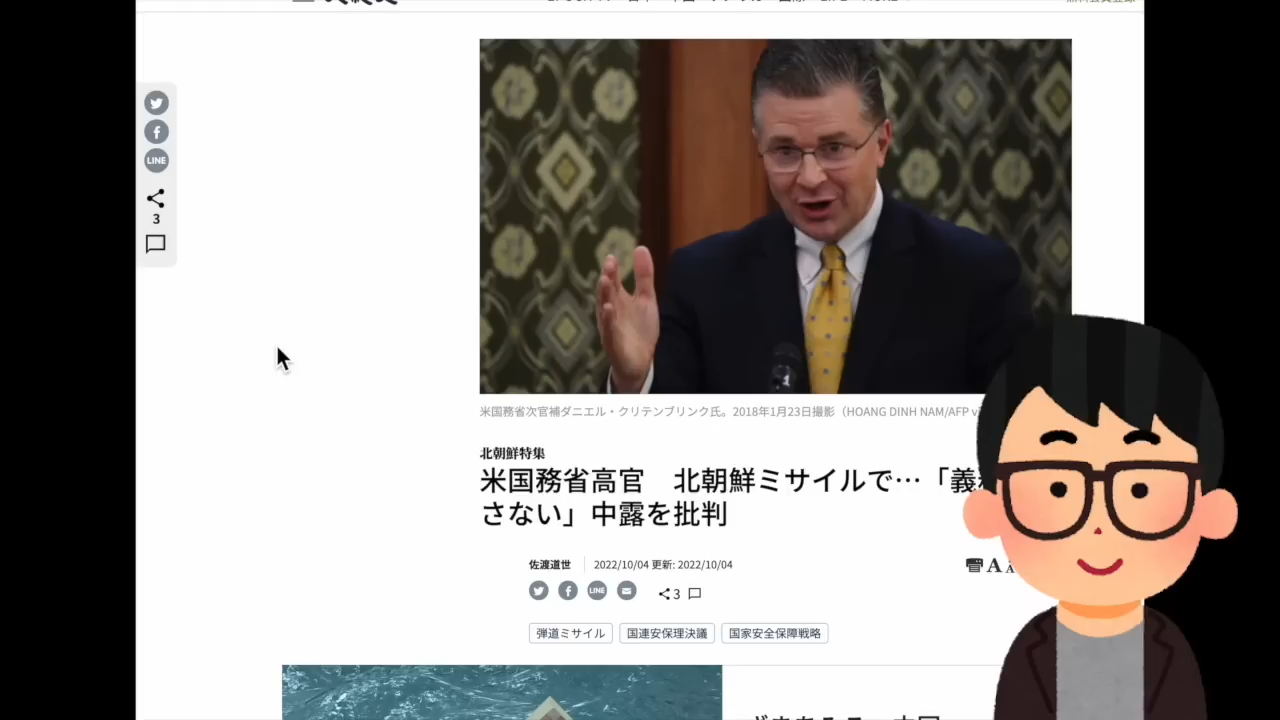 LINE
3
米国務省次官補ダニエル・クリテンブリンク氏。2018年1月23日撮影（HOANG DINH NAM/AFP v
北朝鮮特集
米国務省高官　北朝鮮ミサイルで…「義
さない」中露を批判
佐渡道世 2022/10/04 更新: 2022/10/04
A A
LINE 3
弾道ミサイル 国連安保理決議 国家安全保障戦略